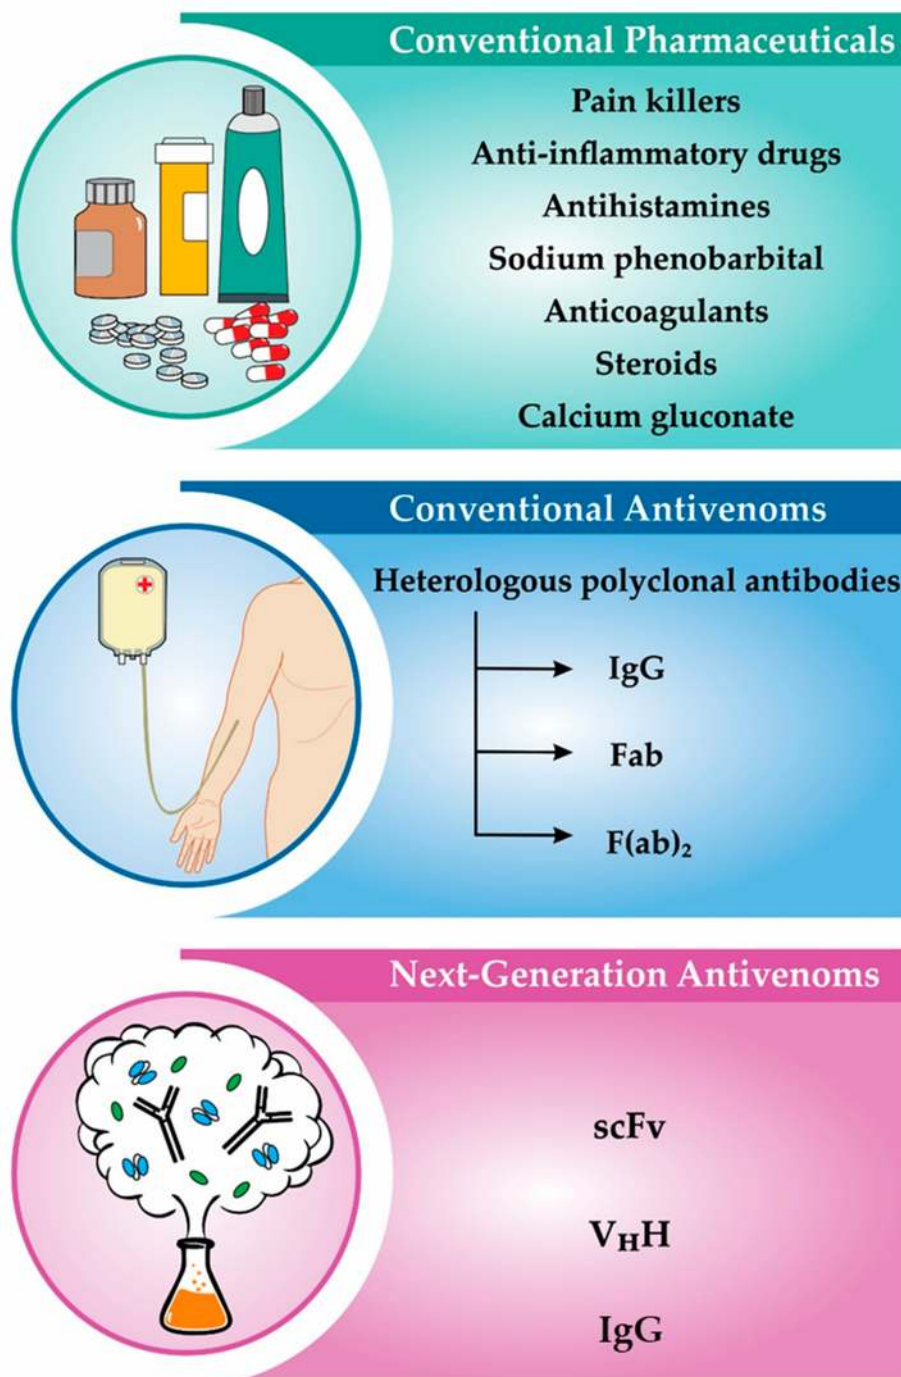 Conventional Pharmaceuticals
Pain killers
Anti-inflammatory drugs
Antihistamines
Sodium phenobarbital
Anticoagulants
Steroids
Calcium gluconate
Conventional Antivenoms
Heterologous polyclonal antibodies
IgG
Fab
F(ab)₂
Next-Generation Antivenoms
scFv
VHH
IgG